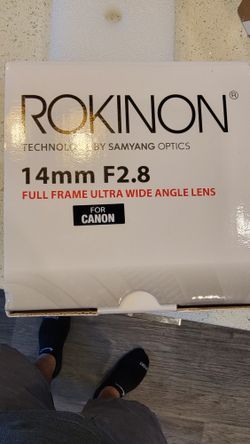 ROKINON®
TECHNOLOGY BY SAMYANG OPTICS
14mm F2.8
FULL FRAME ULTRA WIDE ANGLE LENS
FOR
CANON